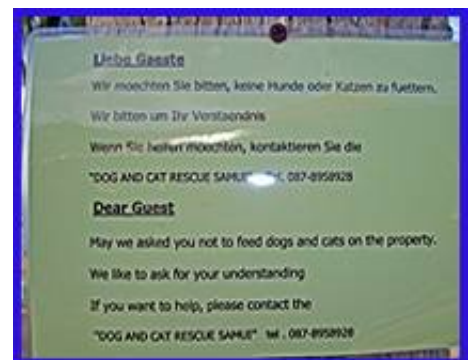 Liebe Gaeste
Wir moechten Sie bitten, keine Hunde oder Katzen zu fuettern.
Wir bitten um Ihr Verstaendnis
Wenn Sie helfen moechten, kontaktieren Sie die
"DOG AND CAT RESCUE SAMUI" Tel. 087-8958928
Dear Guest
May we asked you not to feed dogs and cats on the property.
We like to ask for your understanding
If you want to help, please contact the
"DOG AND CAT RESCUE SAMUI" tel . 087-8958928